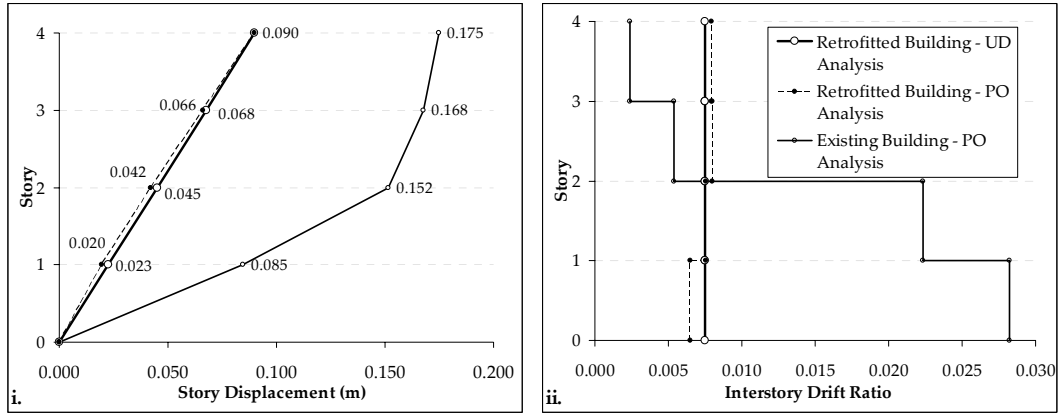 4
3
2
1
0
Story
0.090
0.175
0.066
0.068
0.168
0.042
0.045
0.152
0.020
0.023
0.085
0.000
0.050
0.100
0.150
0.200
Story Displacement (m)
i.
4
3
2
1
0
Story
Retrofitted Building - UD
Analysis
Retrofitted Building - PO
Analysis
Existing Building - PO
Analysis
0.000
0.005
0.010
0.015
0.020
0.025
0.030
Interstory Drift Ratio
ii.